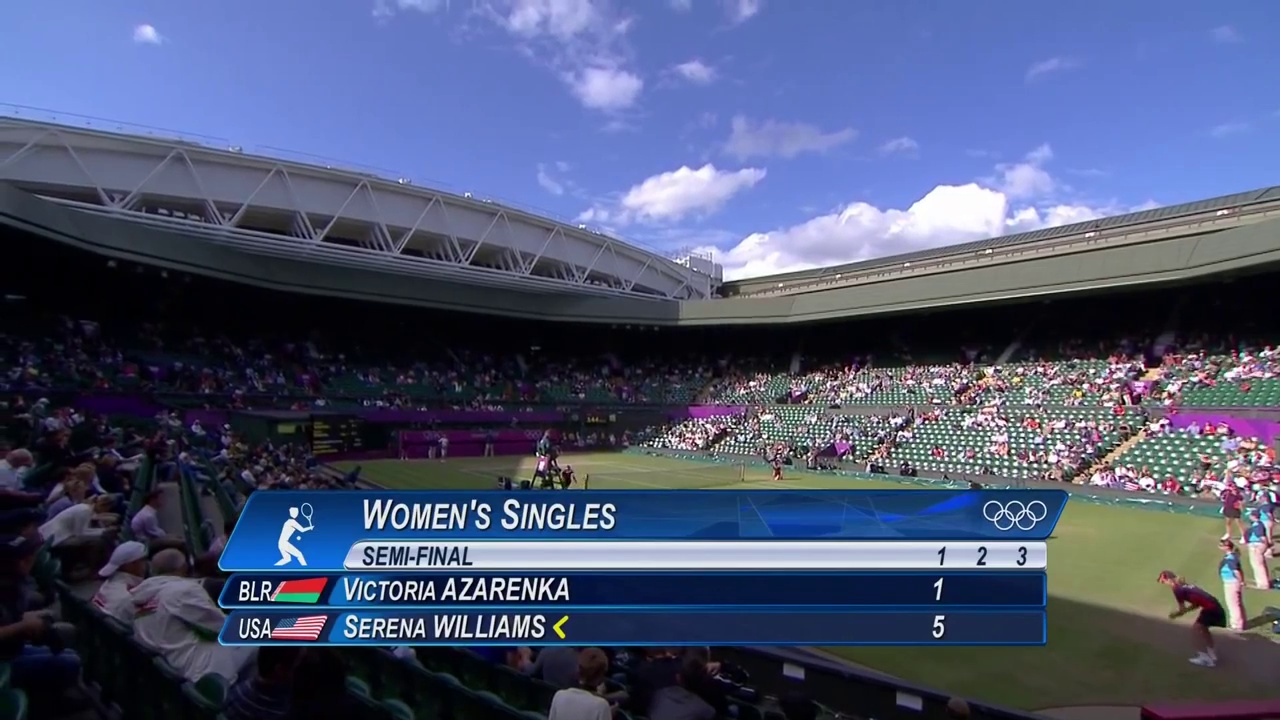 WOMEN'S SINGLES
SEMI-FINAL 1 2 3
BLR VICTORIA AZARENKA 1
USA SERENA WILLIAMS < 5